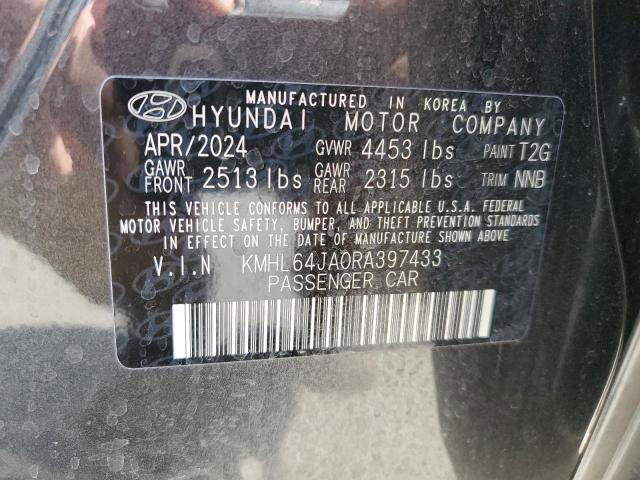 MANUFACTURED IN KOREA BY
HYUNDAI MOTOR COMPANY
APR/2024 GVWR 4453 lbs PAINT T2G
GAWR FRONT 2513 lbs GAWR REAR 2315 lbs TRIM NNB
THIS VEHICLE CONFORMS TO ALL APPLICABLE U.S.A. FEDERAL
MOTOR VEHICLE SAFETY, BUMPER, AND THEFT PREVENTION STANDARDS
IN EFFECT ON THE DATE OF MANUFACTURE SHOWN ABOVE.
V.I.N KMHL64JA0RA397433
PASSENGER CAR